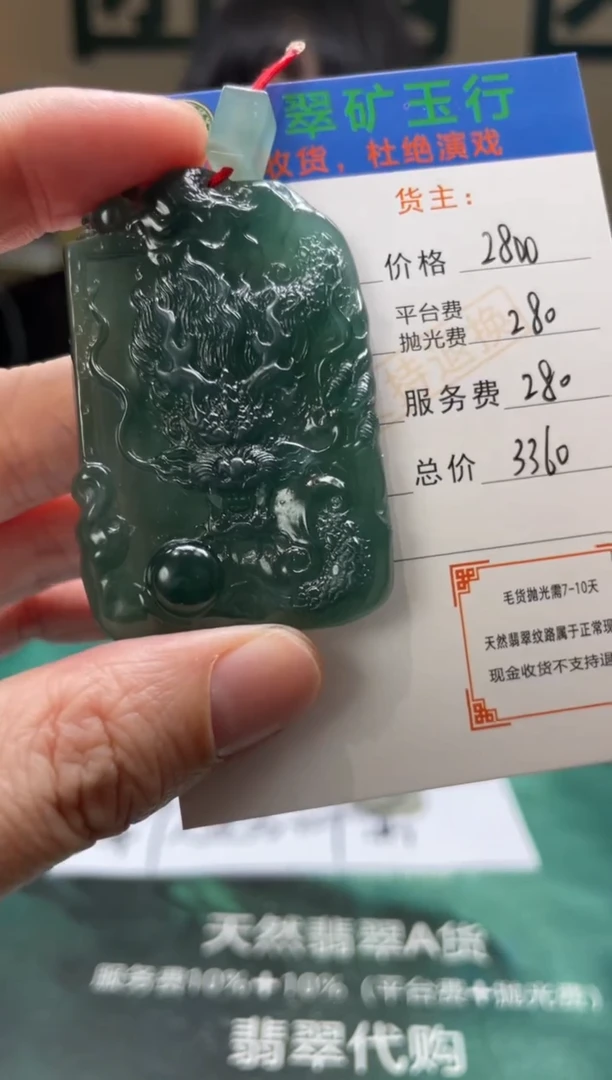 翠矿玉行
收货，杜绝演戏
货主：
价格 2800
平台费
抛光费 280
服务费 280
总价 3360
毛货抛光需7-10天
天然翡翠纹路属于正常现
现金收货不支持退
天然翡翠A货
服务费10%+10%（平台费+抛光费）
翡翠代购